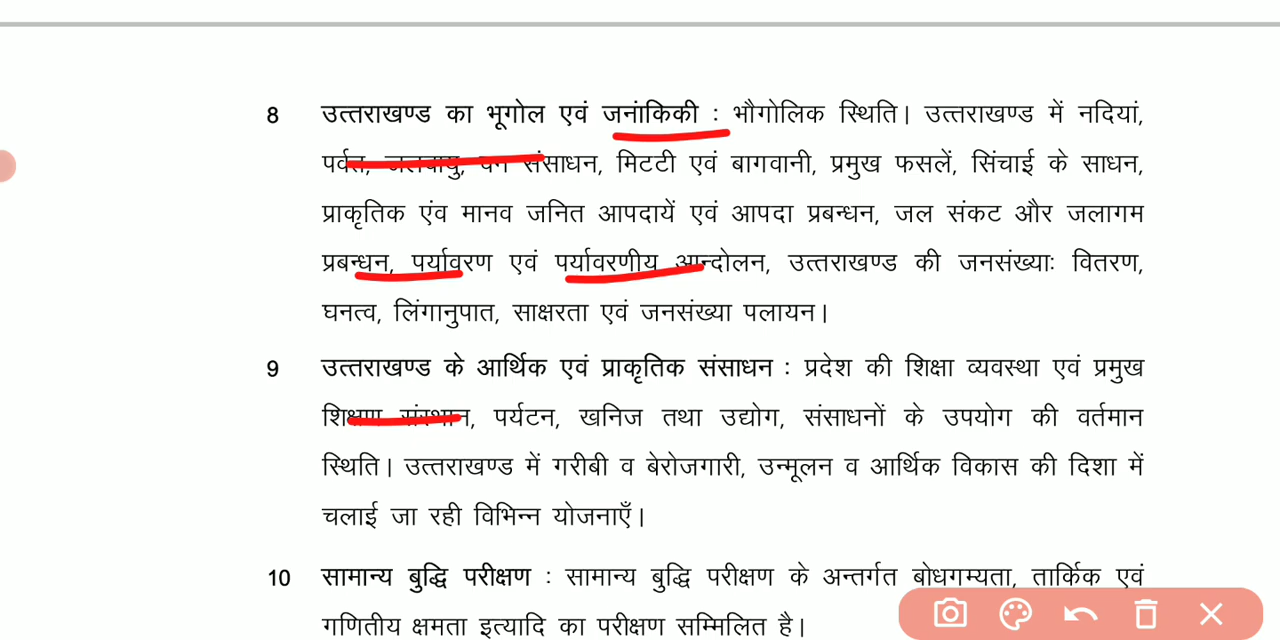 8 उत्तराखण्ड का भूगोल एवं जनांकिकी : भौगोलिक स्थिति। उत्तराखण्ड में नदियां,
पर्वत, जलवायु, वन संसाधन, मिटटी एवं बागवानी, प्रमुख फसलें, सिंचाई के साधन,
प्राकृतिक एंव मानव जनित आपदायें एवं आपदा प्रबन्धन, जल संकट और जलागम
प्रबन्धन, पर्यावरण एवं पर्यावरणीय आन्दोलन, उत्तराखण्ड की जनसंख्याः वितरण,
घनत्व, लिंगानुपात, साक्षरता एवं जनसंख्या पलायन।
9 उत्तराखण्ड के आर्थिक एवं प्राकृतिक संसाधन : प्रदेश की शिक्षा व्यवस्था एवं प्रमुख
शिक्षण संस्थान, पर्यटन, खनिज तथा उद्योग, संसाधनों के उपयोग की वर्तमान
स्थिति। उत्तराखण्ड में गरीबी व बेरोजगारी, उन्मूलन व आर्थिक विकास की दिशा में
चलाई जा रही विभिन्न योजनाएँ।
10 सामान्य बुद्धि परीक्षण : सामान्य बुद्धि परीक्षण के अन्तर्गत बोधगम्यता, तार्किक एवं
गणितीय क्षमता इत्यादि का परीक्षण सम्मिलित है।